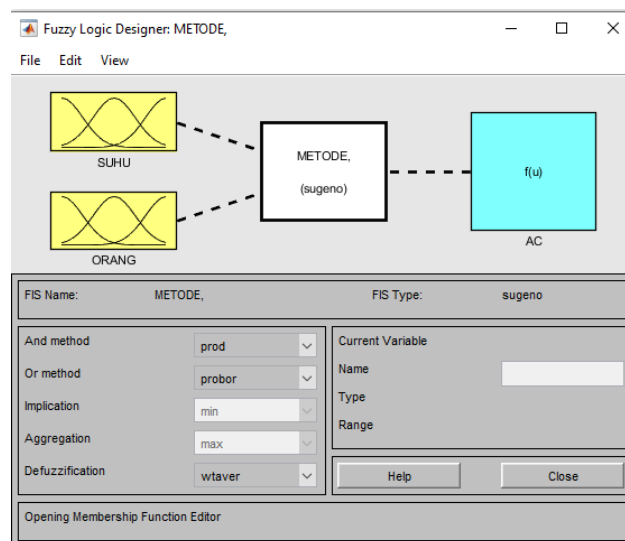 Fuzzy Logic Designer: METODE,
File Edit View
SUHU
ORANG
METODE,
(sugeno)
f(u)
AC
FIS Name: METODE, FIS Type: sugeno
And method prod
Or method probor
Implication min
Aggregation max
Defuzzification wtaver
Current Variable
Name
Type
Range
Help Close
Opening Membership Function Editor